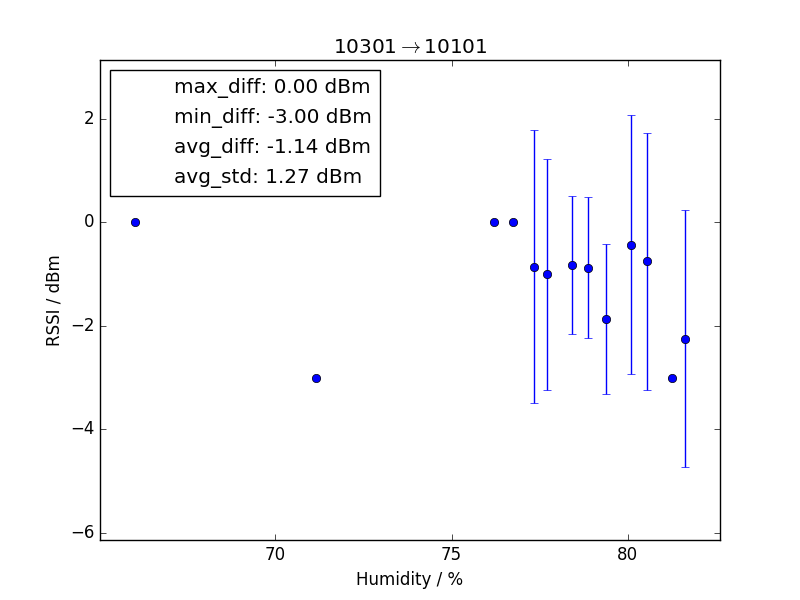 10301→10101
max_diff: 0.00 dBm
min_diff: -3.00 dBm
avg_diff: -1.14 dBm
avg_std: 1.27 dBm
2
0
−2
−4
−6
RSSI / dBm
70 75 80
Humidity / %